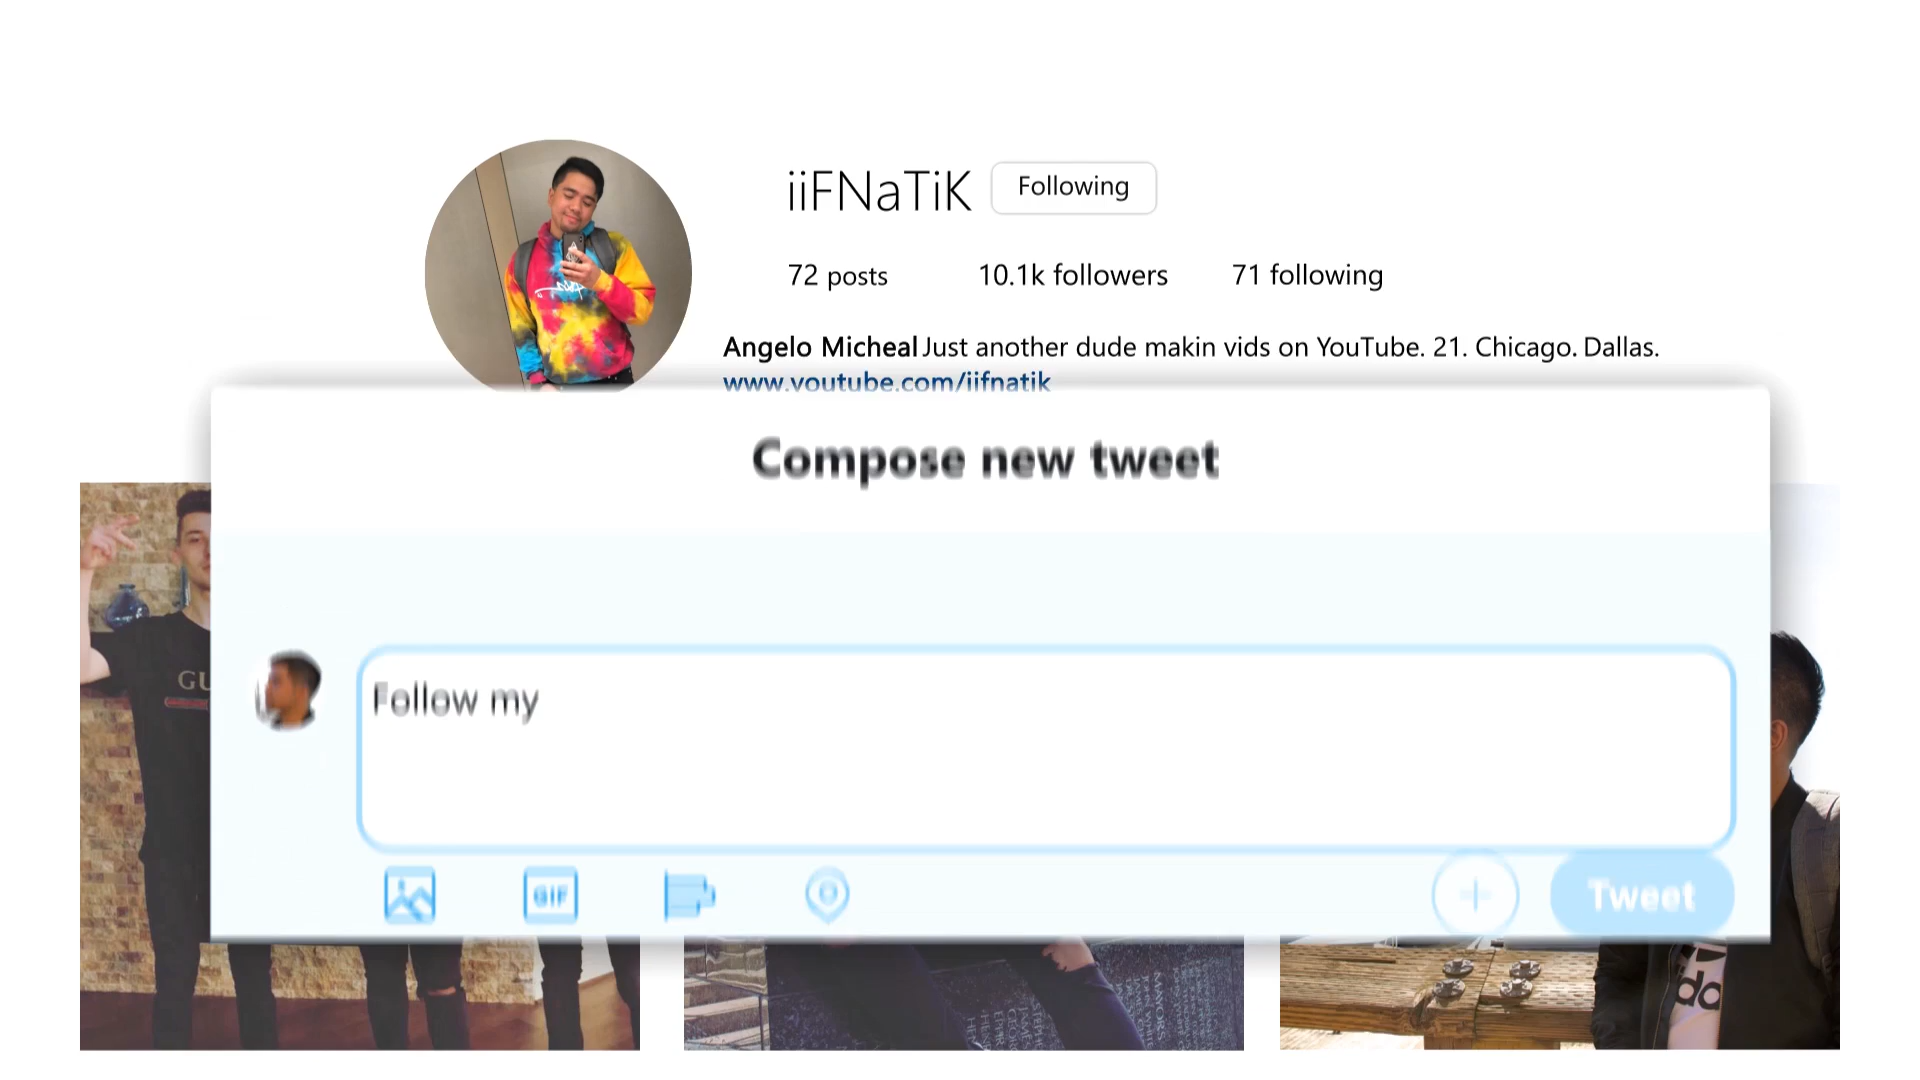 iiFNaTiK Following
72 posts 10.1k followers 71 following
Angelo Micheal Just another dude makin vids on YouTube. 21. Chicago. Dallas.
www.youtube.com/iifnatik
Compose new tweet
GU
Follow my
GIF
Tweet